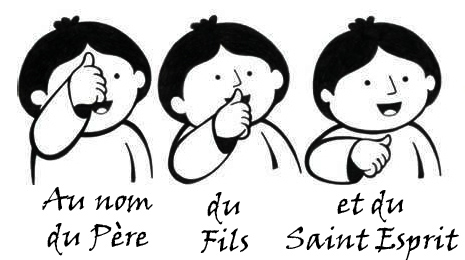 Au nom
du Père
du
Fils
et du
Saint Esprit